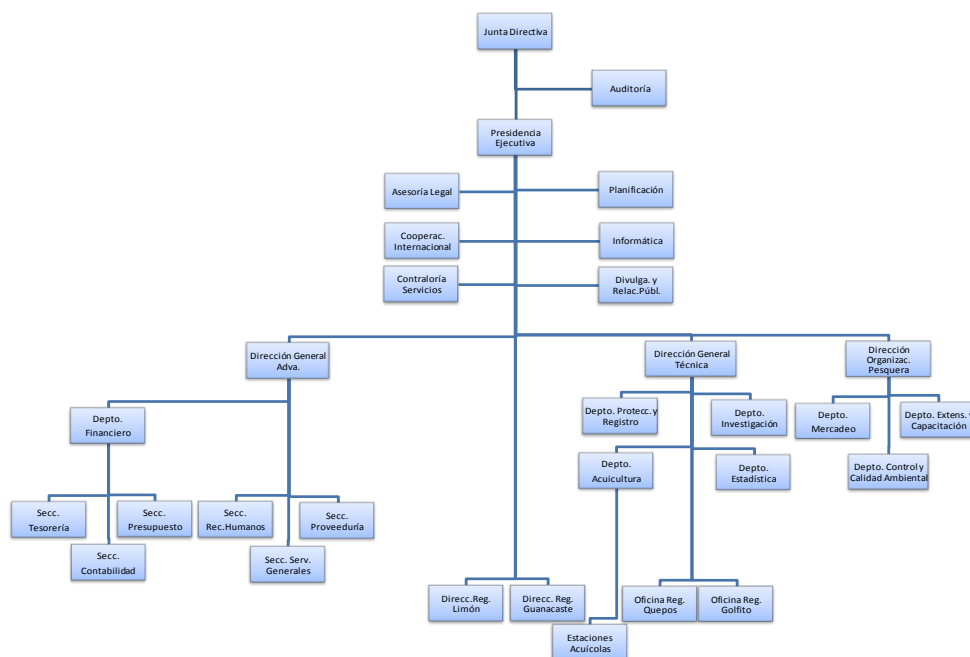 Junta Directiva
Auditoría
Presidencia
Ejecutiva
Asesoría Legal
Planificación
Cooperac.
Internacional
Informática
Contraloría
Servicios
Divulga. y
Relac.Públ.
Dirección General
Adva.
Dirección General
Técnica
Dirección
Organizac.
Pesquera
Depto.
Financiero
Depto. Protecc. y
Registro
Depto.
Investigación
Depto.
Mercadeo
Depto. Extens. y
Capacitación
Depto.
Acuicultura
Depto.
Estadística
Depto. Control y
Calidad Ambiental
Secc.
Tesorería
Secc.
Presupuesto
Secc.
Rec.Humanos
Secc.
Proveeduría
Secc.
Contabilidad
Secc. Serv.
Generales
Direcc.Reg.
Limón
Direcc. Reg.
Guanacaste
Oficina Reg.
Quepos
Oficina Reg.
Golfito
Estaciones
Acuícolas